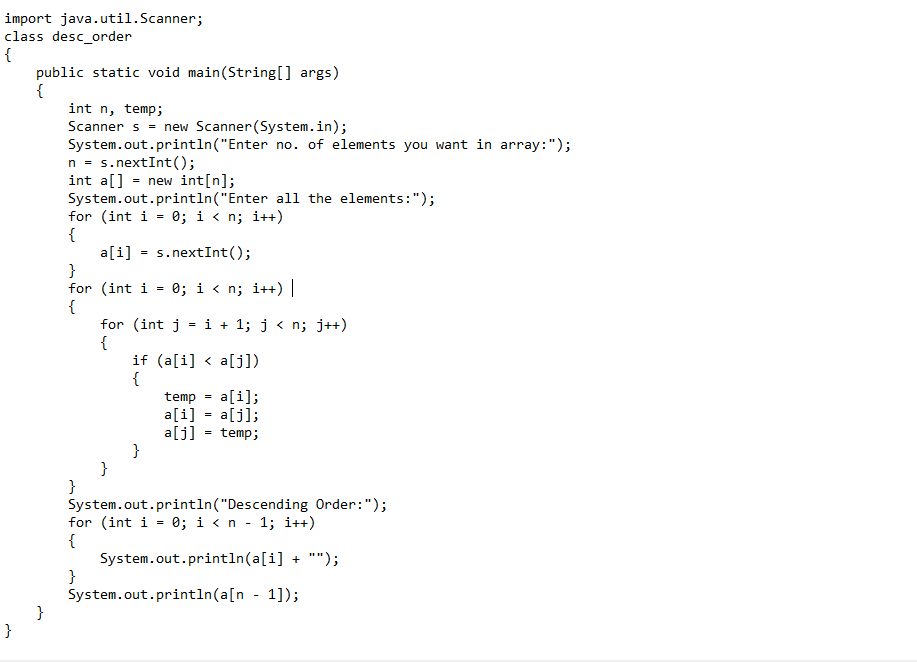 import java.util.Scanner;
class desc_order
{
    public static void main(String[] args)
    {
        int n, temp;
        Scanner s = new Scanner(System.in);
        System.out.println("Enter no. of elements you want in array:");
        n = s.nextInt();
        int a[] = new int[n];
        System.out.println("Enter all the elements:");
        for (int i = 0; i < n; i++)
        {
            a[i] = s.nextInt();
        }
        for (int i = 0; i < n; i++)
        {
            for (int j = i + 1; j < n; j++)
            {
                if (a[i] < a[j])
                {
                    temp = a[i];
                    a[i] = a[j];
                    a[j] = temp;
                }
            }
        }
        System.out.println("Descending Order:");
        for (int i = 0; i < n - 1; i++)
        {
            System.out.println(a[i] + "");
        }
        System.out.println(a[n - 1]);
    }
}